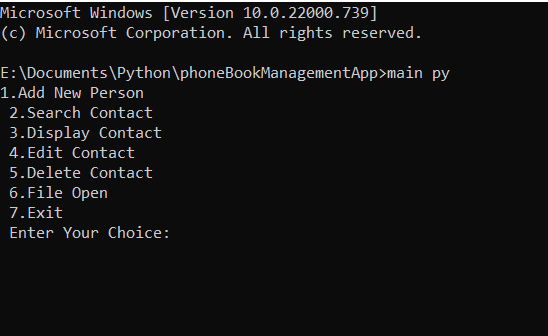 Microsoft Windows [Version 10.0.22000.739]
(c) Microsoft Corporation. All rights reserved.
E:\Documents\Python\phoneBookManagementApp>main py
1.Add New Person
2.Search Contact
3.Display Contact
4.Edit Contact
5.Delete Contact
6.File Open
7.Exit
Enter Your Choice: